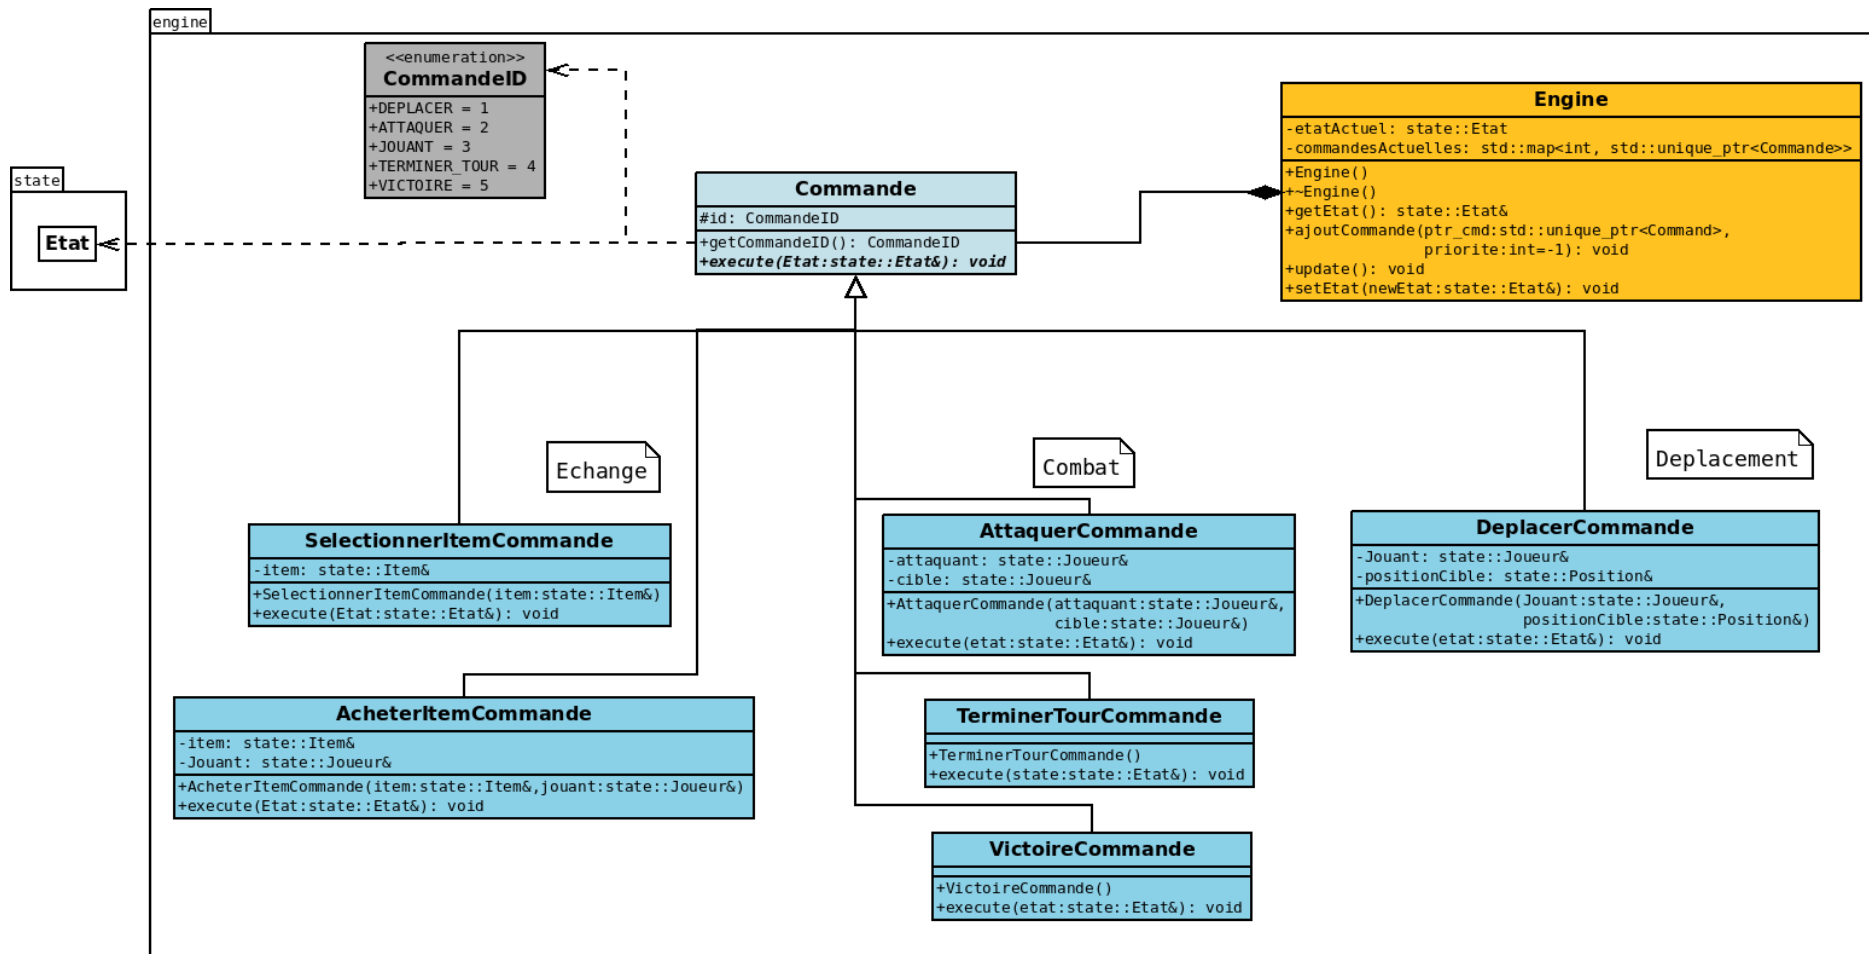 engine
<<enumeration>>
CommandeID
+DEPLACER = 1
+ATTAQUER = 2
+JOUANT = 3
+TERMINER_TOUR = 4
+VICTOIRE = 5
state
Etat
Commande
#id: CommandeID
+getCommandeID(): CommandeID
+execute(Etat:state::Etat&): void
Engine
-etatActuel: state::Etat
-commandesActuelles: std::map<int, std::unique_ptr<Commande>>
+Engine()
+~Engine()
+getEtat(): state::Etat&
+ajoutCommande(ptr_cmd:std::unique_ptr<Command>,
priorite:int=-1): void
+update(): void
+setEtat(newEtat:state::Etat&): void
Echange
Combat
Deplacement
SelectionnerItemCommande
-item: state::Item&
+SelectionnerItemCommande(item:state::Item&)
+execute(Etat:state::Etat&): void
AttaquerCommande
-attaquant: state::Joueur&
-cible: state::Joueur&
+AttaquerCommande(attaquant:state::Joueur&,
cible:state::Joueur&)
+execute(etat:state::Etat&): void
DeplacerCommande
-Jouant: state::Joueur&
-positionCible: state::Position&
+DeplacerCommande(Jouant:state::Joueur&,
positionCible:state::Position&)
+execute(etat:state::Etat&): void
AcheterItemCommande
-item: state::Item&
-Jouant: state::Joueur&
+AcheterItemCommande(item:state::Item&,jouant:state::Joueur&)
+execute(Etat:state::Etat&): void
TerminerTourCommande
+TerminerTourCommande()
+execute(state:state::Etat&): void
VictoireCommande
+VictoireCommande()
+execute(etat:state::Etat&): void